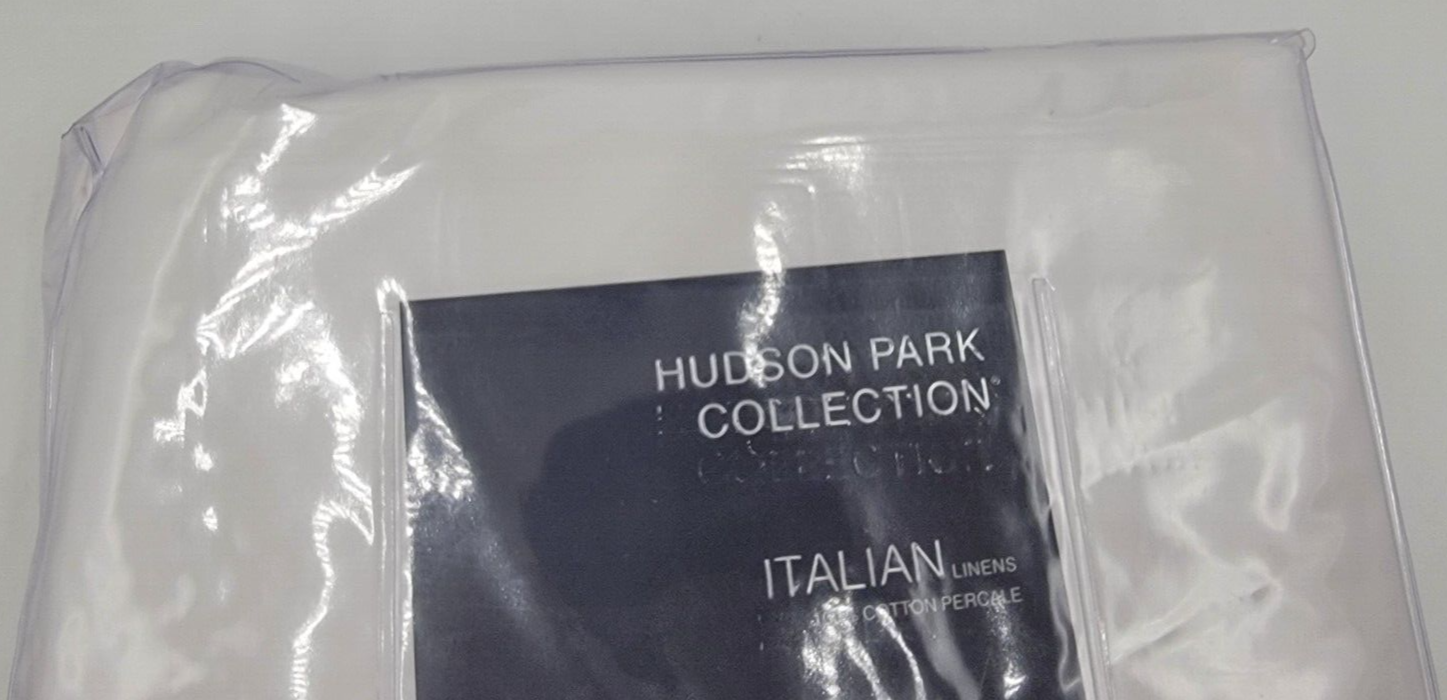 HUDSON PARK
COLLECTION®
ITALIAN LINENS
COTTON PERCALE